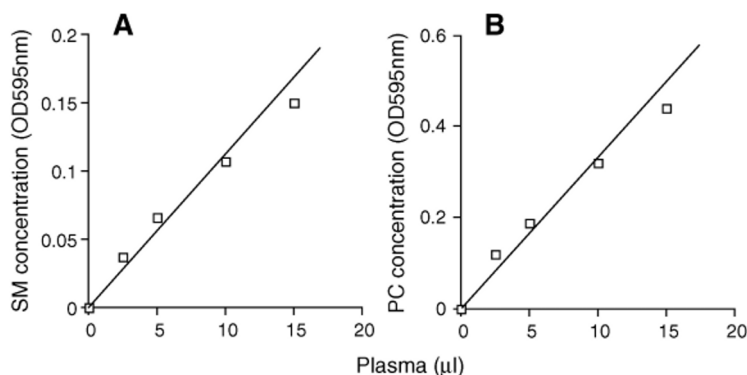 A
SM concentration (OD595nm)
0.2
0.15
0.1
0.05
0
0 5 10 15 20
B
PC concentration (OD595nm)
0.6
0.4
0.2
0
0 5 10 15 20
Plasma (μl)